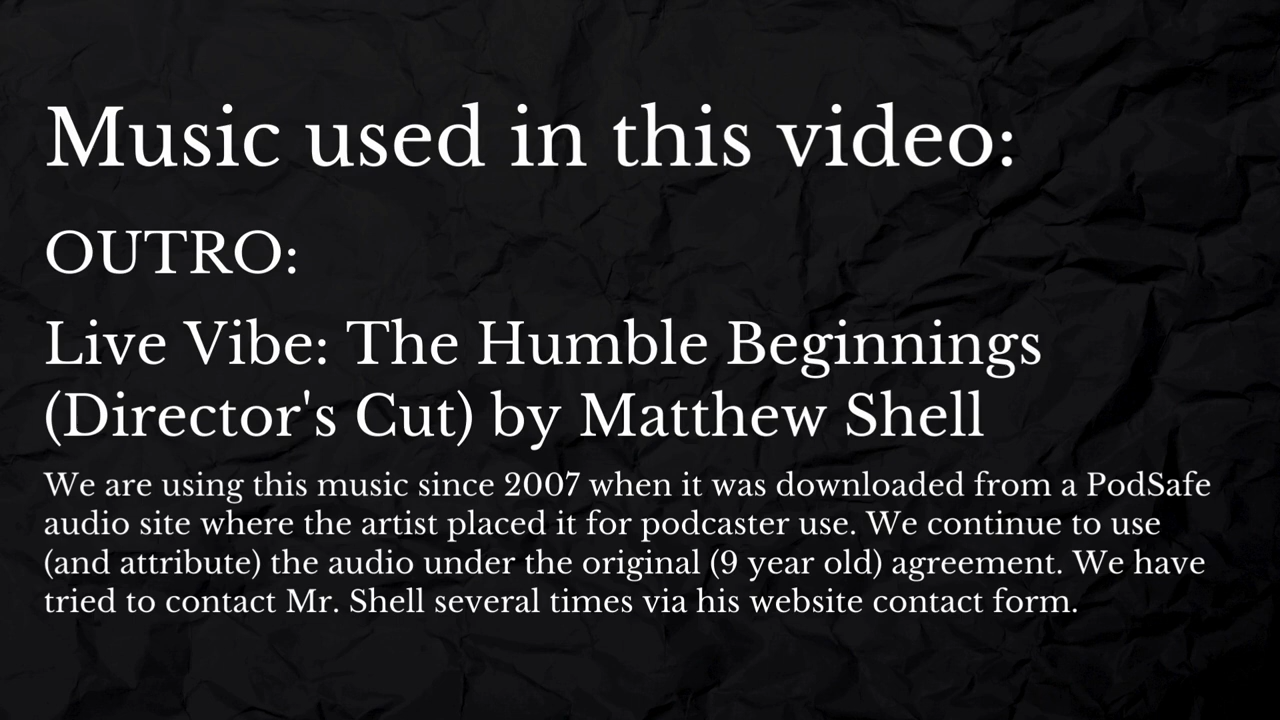 Music used in this video:
OUTRO:
Live Vibe: The Humble Beginnings
(Director's Cut) by Matthew Shell
We are using this music since 2007 when it was downloaded from a PodSafe
audio site where the artist placed it for podcaster use. We continue to use
(and attribute) the audio under the original (9 year old) agreement. We have
tried to contact Mr. Shell several times via his website contact form.